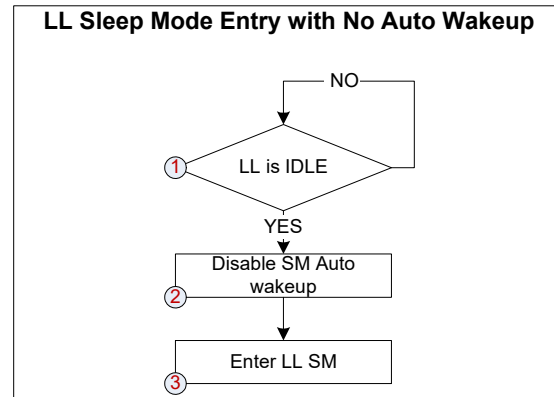 LL Sleep Mode Entry with No Auto Wakeup
NO
1
LL is IDLE
YES
Disable SM Auto
wakeup
2
Enter LL SM
3